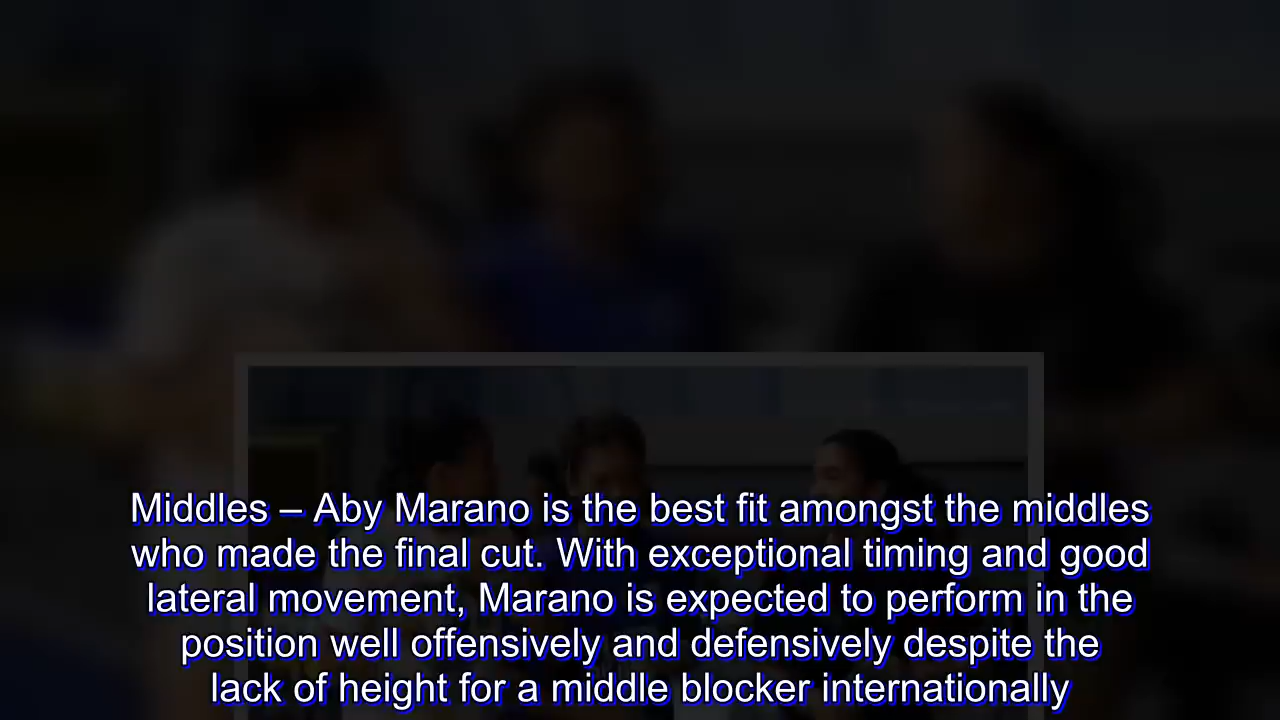 Middles – Aby Marano is the best fit amongst the middles
who made the final cut. With exceptional timing and good
lateral movement, Marano is expected to perform in the
position well offensively and defensively despite the
lack of height for a middle blocker internationally